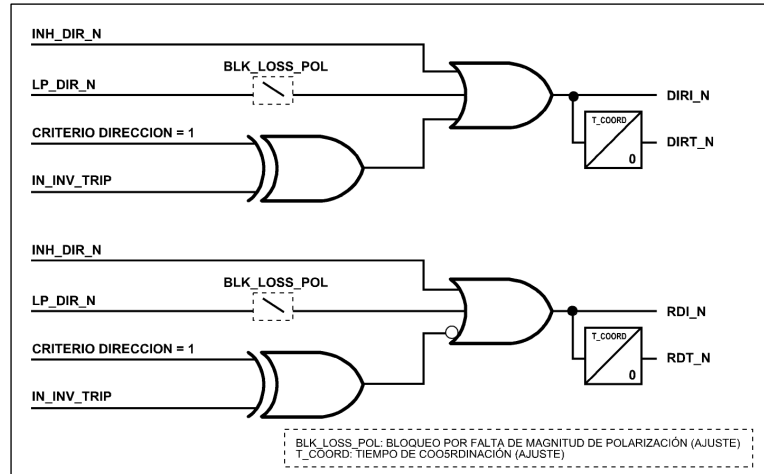 INH_DIR_N
BLK_LOSS_POL
LP_DIR_N
DIRI_N
T_COORD
CRITERIO DIRECCION = 1
DIRT_N
0
IN_INV_TRIP
INH_DIR_N
BLK_LOSS_POL
LP_DIR_N
RDI_N
T_COORD
CRITERIO DIRECCION = 1
RDT_N
0
IN_INV_TRIP
BLK_LOSS_POL: BLOQUEO POR FALTA DE MAGNITUD DE POLARIZACIÓN (AJUSTE)
T_COORD: TIEMPO DE COO5RDINACIÓN (AJUSTE)